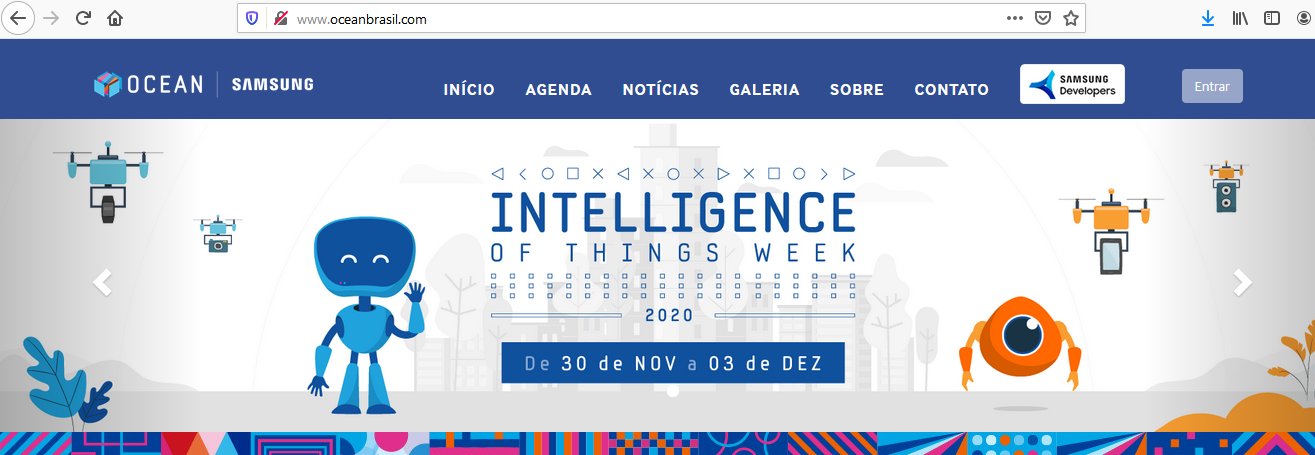 www.oceanbrasil.com
OCEAN | SAMSUNG
INÍCIO AGENDA NOTÍCIAS GALERIA SOBRE CONTATO SAMSUNG Developers Entrar
INTELLIGENCE
OF THINGS WEEK
2020
De 30 de NOV a 03 de DEZ